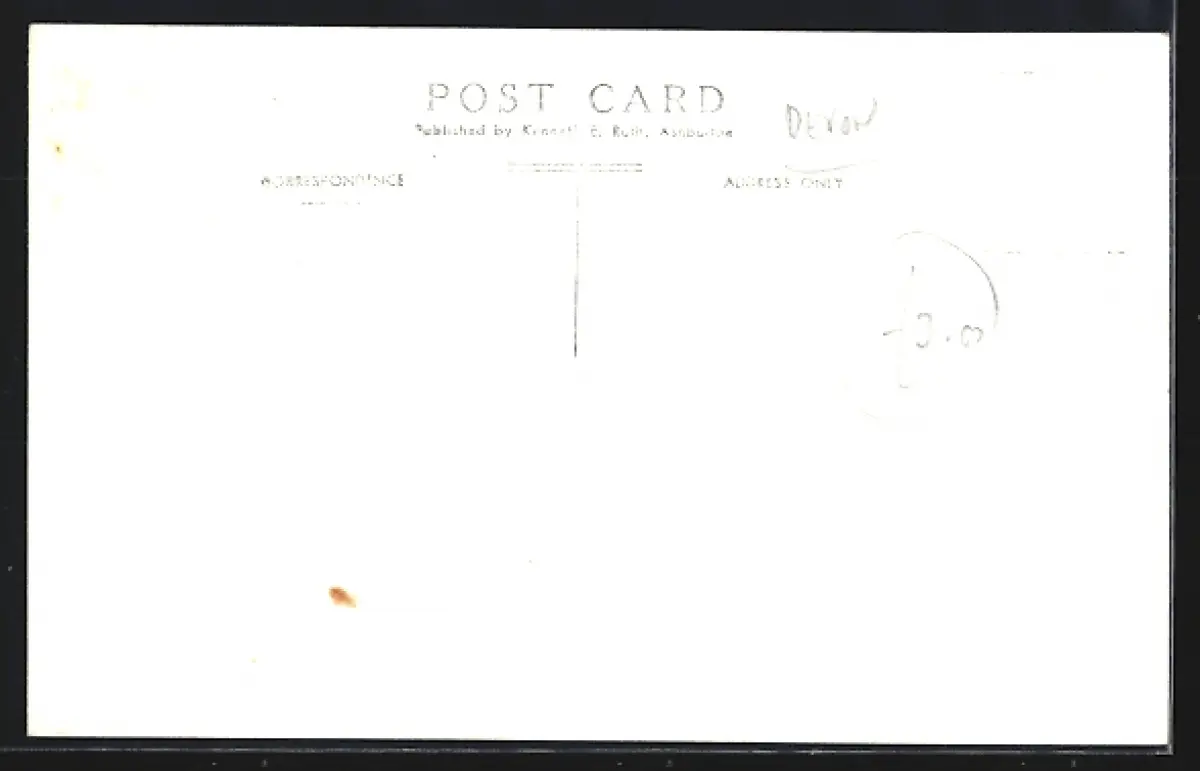 POST CARD
Published by Kenneth E. Ruth, Ashburton
DEVON
CORRESPONDENCE
ADDRESS ONLY